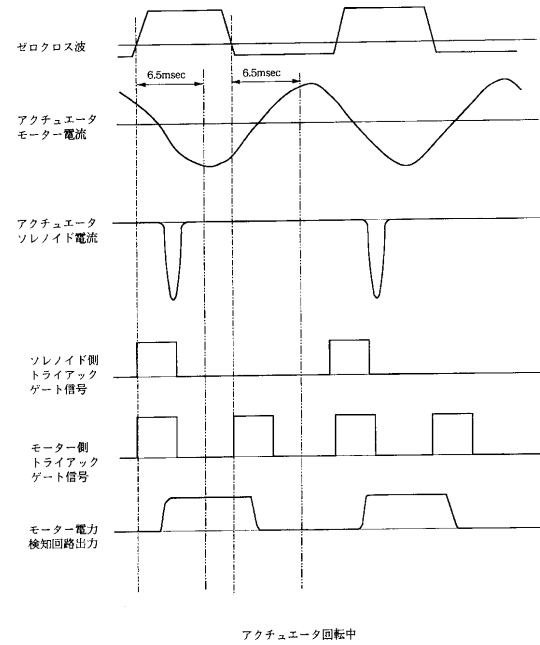 ゼロクロス波
6.5msec
6.5msec
アクチュエータ
モーター電流
アクチュエータ
ソレノイド電流
ソレノイド側
トライアック
ゲート信号
モーター側
トライアック
ゲート信号
モーター電力
検知回路出力
アクチュエータ回転中